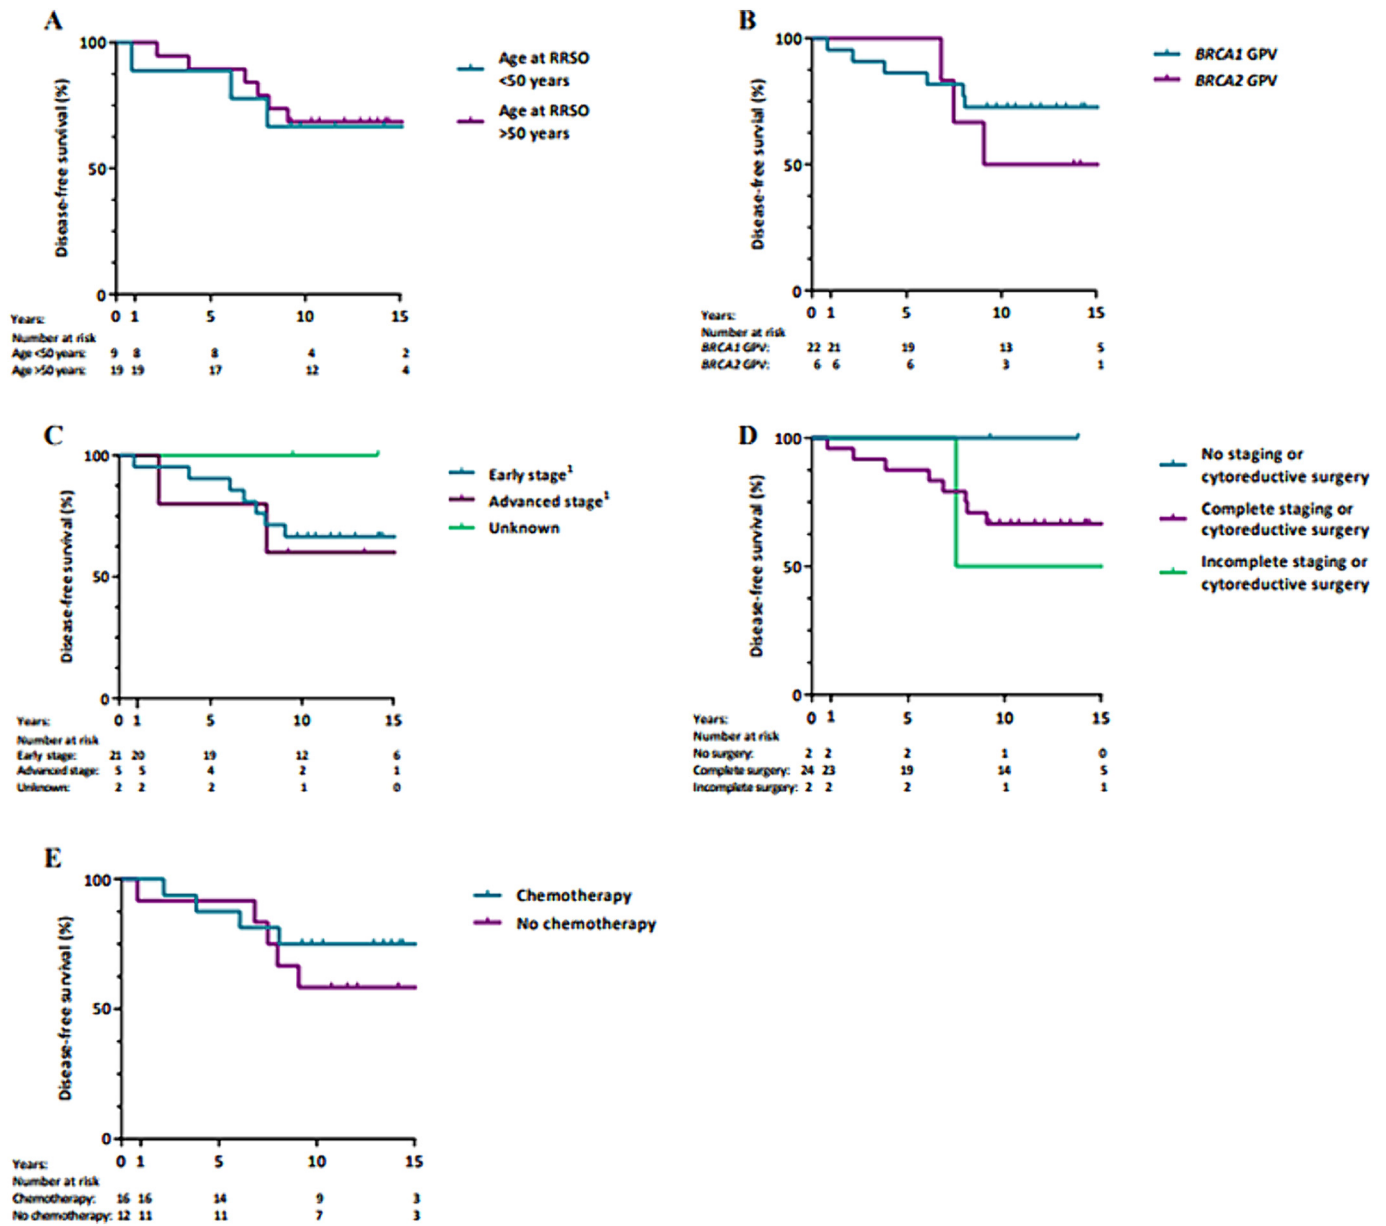 A
100
50
0
Disease-free survival (%)
Age at RRSO
<50 years
Age at RRSO
>50 years
Years: 0 1 5 10 15
Number at risk
Age <50 years: 9 8 8 4 2
Age >50 years: 19 19 17 12 4
B
100
50
0
Disease-free survial (%)
BRCA1 GPV
BRCA2 GPV
Years: 0 1 5 10 15
Number at risk
BRCA1 GPV: 22 21 19 13 5
BRCA2 GPV: 6 6 6 3 1
C
100
50
0
Disease-free survival (%)
Early stage¹
Advanced stage¹
Unknown
Years: 0 1 5 10 15
Number at risk
Early stage: 21 20 19 12 6
Advanced stage: 5 5 4 2 1
Unknown: 2 2 2 1 0
D
100
50
0
Disease-free survival (%)
No staging or
cytoreductive surgery
Complete staging or
cytoreductive surgery
Incomplete staging or
cytoreductive surgery
Years: 0 1 5 10 15
Number at risk
No surgery: 2 2 2 1 0
Complete surgery: 24 23 19 14 5
Incomplete surgery: 2 2 2 1 1
E
100
50
0
Disease-free survival (%)
Chemotherapy
No chemotherapy
Years: 0 1 5 10 15
Number at risk
Chemotherapy: 16 16 14 9 3
No chemotherapy: 12 11 11 7 3